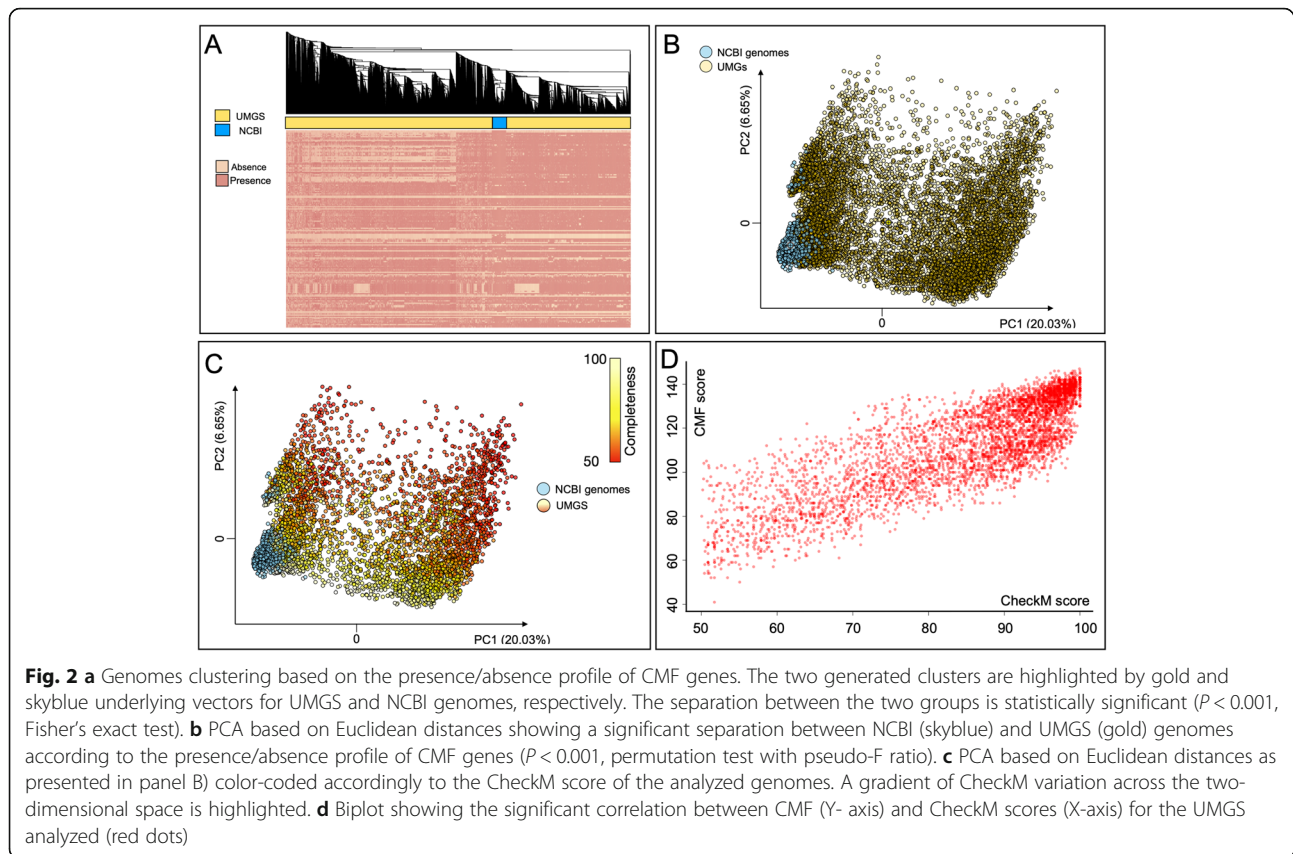 A
UMGS
NCBI
Absence
Presence
B
NCBI genomes
UMGs
PC2 (6.65%)
0
0
PC1 (20.03%)
C
100
Completeness
50
NCBI genomes
UMGS
PC2 (6.65%)
0
0
PC1 (20.03%)
D
CMF score
140
120
100
80
60
40
CheckM score
50 60 70 80 90 100
Fig. 2 a Genomes clustering based on the presence/absence profile of CMF genes. The two generated clusters are highlighted by gold and
skyblue underlying vectors for UMGS and NCBI genomes, respectively. The separation between the two groups is statistically significant (P < 0.001,
Fisher's exact test). b PCA based on Euclidean distances showing a significant separation between NCBI (skyblue) and UMGS (gold) genomes
according to the presence/absence profile of CMF genes (P < 0.001, permutation test with pseudo-F ratio). c PCA based on Euclidean distances as
presented in panel B) color-coded accordingly to the CheckM score of the analyzed genomes. A gradient of CheckM variation across the two-
dimensional space is highlighted. d Biplot showing the significant correlation between CMF (Y- axis) and CheckM scores (X-axis) for the UMGS
analyzed (red dots)